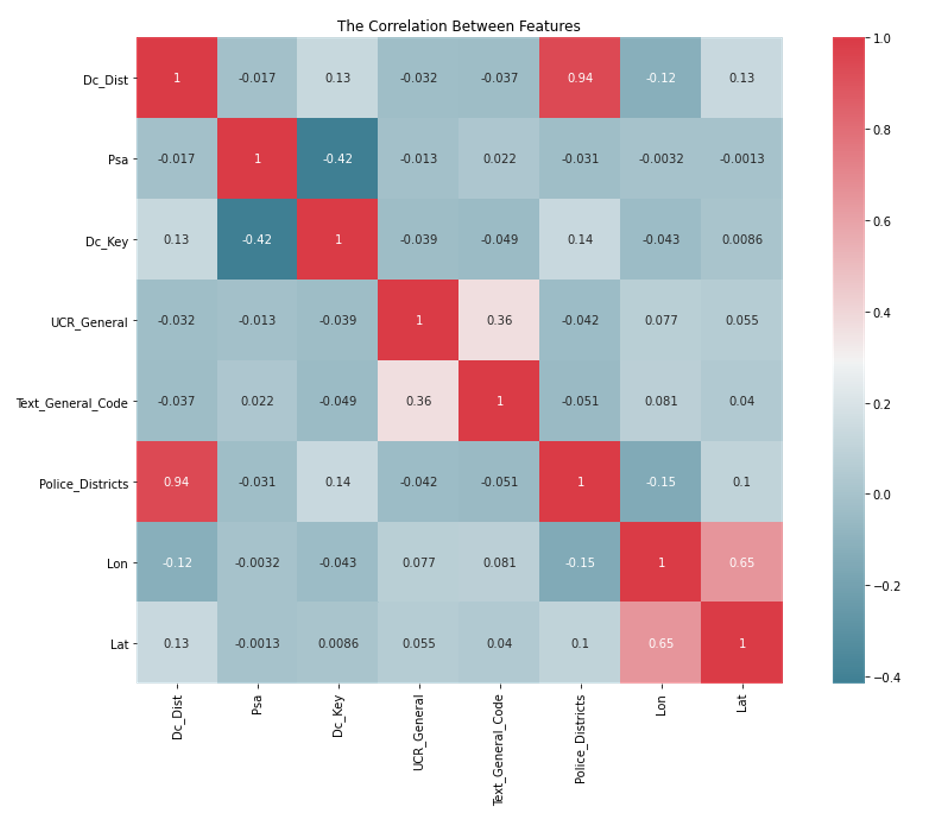 The Correlation Between Features
Dc_Dist 1 -0.017 0.13 -0.032 -0.037 0.94 -0.12 0.13
Psa -0.017 1 -0.42 -0.013 0.022 -0.031 -0.0032 -0.0013
Dc_Key 0.13 -0.42 1 -0.039 -0.049 0.14 -0.043 0.0086
UCR_General -0.032 -0.013 -0.039 1 0.36 -0.042 0.077 0.055
Text_General_Code -0.037 0.022 -0.049 0.36 1 -0.051 0.081 0.04
Police_Districts 0.94 -0.031 0.14 -0.042 -0.051 1 -0.15 0.1
Lon -0.12 -0.0032 -0.043 0.077 0.081 -0.15 1 0.65
Lat 0.13 -0.0013 0.0086 0.055 0.04 0.1 0.65 1
Dc_Dist
Psa
Dc_Key
UCR_General
Text_General_Code
Police_Districts
Lon
Lat
1.0
0.8
0.6
0.4
0.2
0.0
−0.2
−0.4